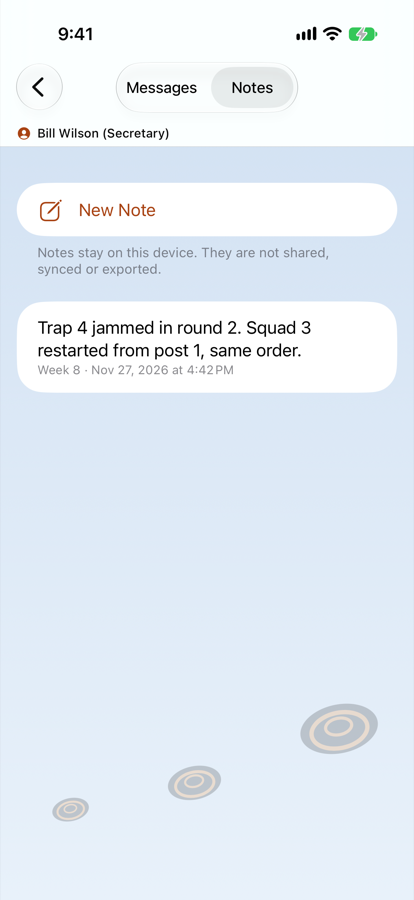 9:41
Messages
Notes
Bill Wilson (Secretary)
New Note
Notes stay on this device. They are not shared,
synced or exported.
Trap 4 jammed in round 2. Squad 3
restarted from post 1, same order.
Week 8 · Nov 27, 2026 at 4:42 PM